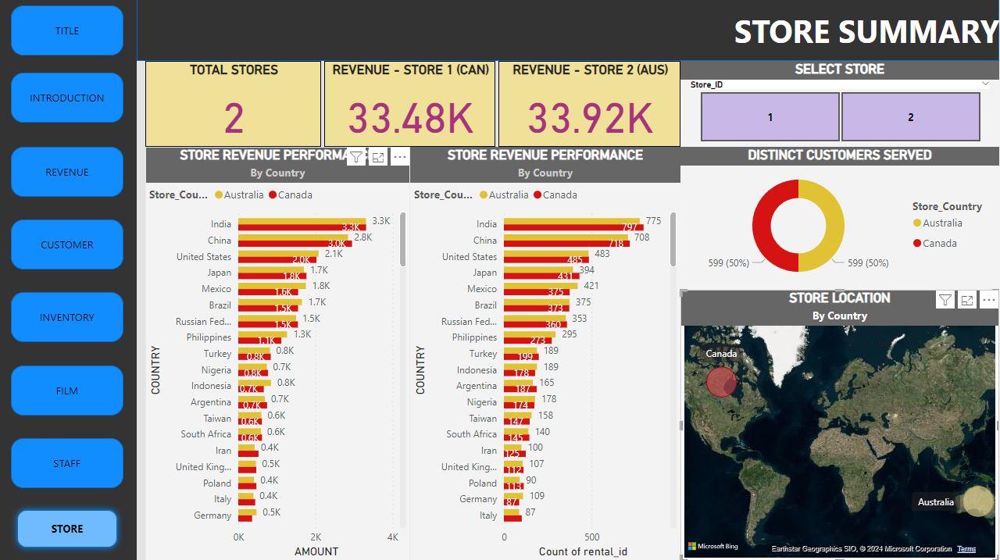 TITLE
INTRODUCTION
REVENUE
CUSTOMER
INVENTORY
FILM
STAFF
STORE
STORE SUMMARY
TOTAL STORES
2
REVENUE - STORE 1 (CAN)
33.48K
REVENUE - STORE 2 (AUS)
33.92K
SELECT STORE
Store_ID
1
2
STORE REVENUE PERFORMA
By Country
Store_Cou... Australia Canada
COUNTRY
India 3.3K 3.3K
China 2.8K 3.0K
United States 2.1K 2.0K
Japan 1.7K 1.8K
Mexico 1.8K 1.6K
Brazil 1.7K 1.5K
Russian Fed... 1.5K 1.5K
Philippines 1.3K 1.1K
Turkey 0.8K 0.8K
Nigeria 0.7K 0.8K
Indonesia 0.8K 0.7K
Argentina 0.7K 0.7K
Taiwan 0.6K 0.6K
South Africa 0.6K 0.6K
Iran 0.4K
United King... 0.5K
Poland 0.4K
Italy 0.4K
Germany 0.5K
0K 2K 4K
AMOUNT
STORE REVENUE PERFORMANCE
By Country
Store_Cou... Australia Canada
COUNTRY
India 775 797
China 708 718
United States 483 485
Japan 394 431
Mexico 421 375
Brazil 375 373
Russian Fed... 353 360
Philippines 295 273
Turkey 189 199
Indonesia 189 178
Argentina 165 187
Nigeria 178 174
Taiwan 158 147
South Africa 140 145
Iran 100 125
United King... 107 112
Poland 90 113
Germany 109 87
Italy 87
0 500
Count of rental_id
DISTINCT CUSTOMERS SERVED
599 (50%)
599 (50%)
Store_Country
Australia
Canada
STORE LOCATION
By Country
Canada
Australia
Microsoft Bing
Earthstar Geographics SIO, © 2024 Microsoft Corporation Terms